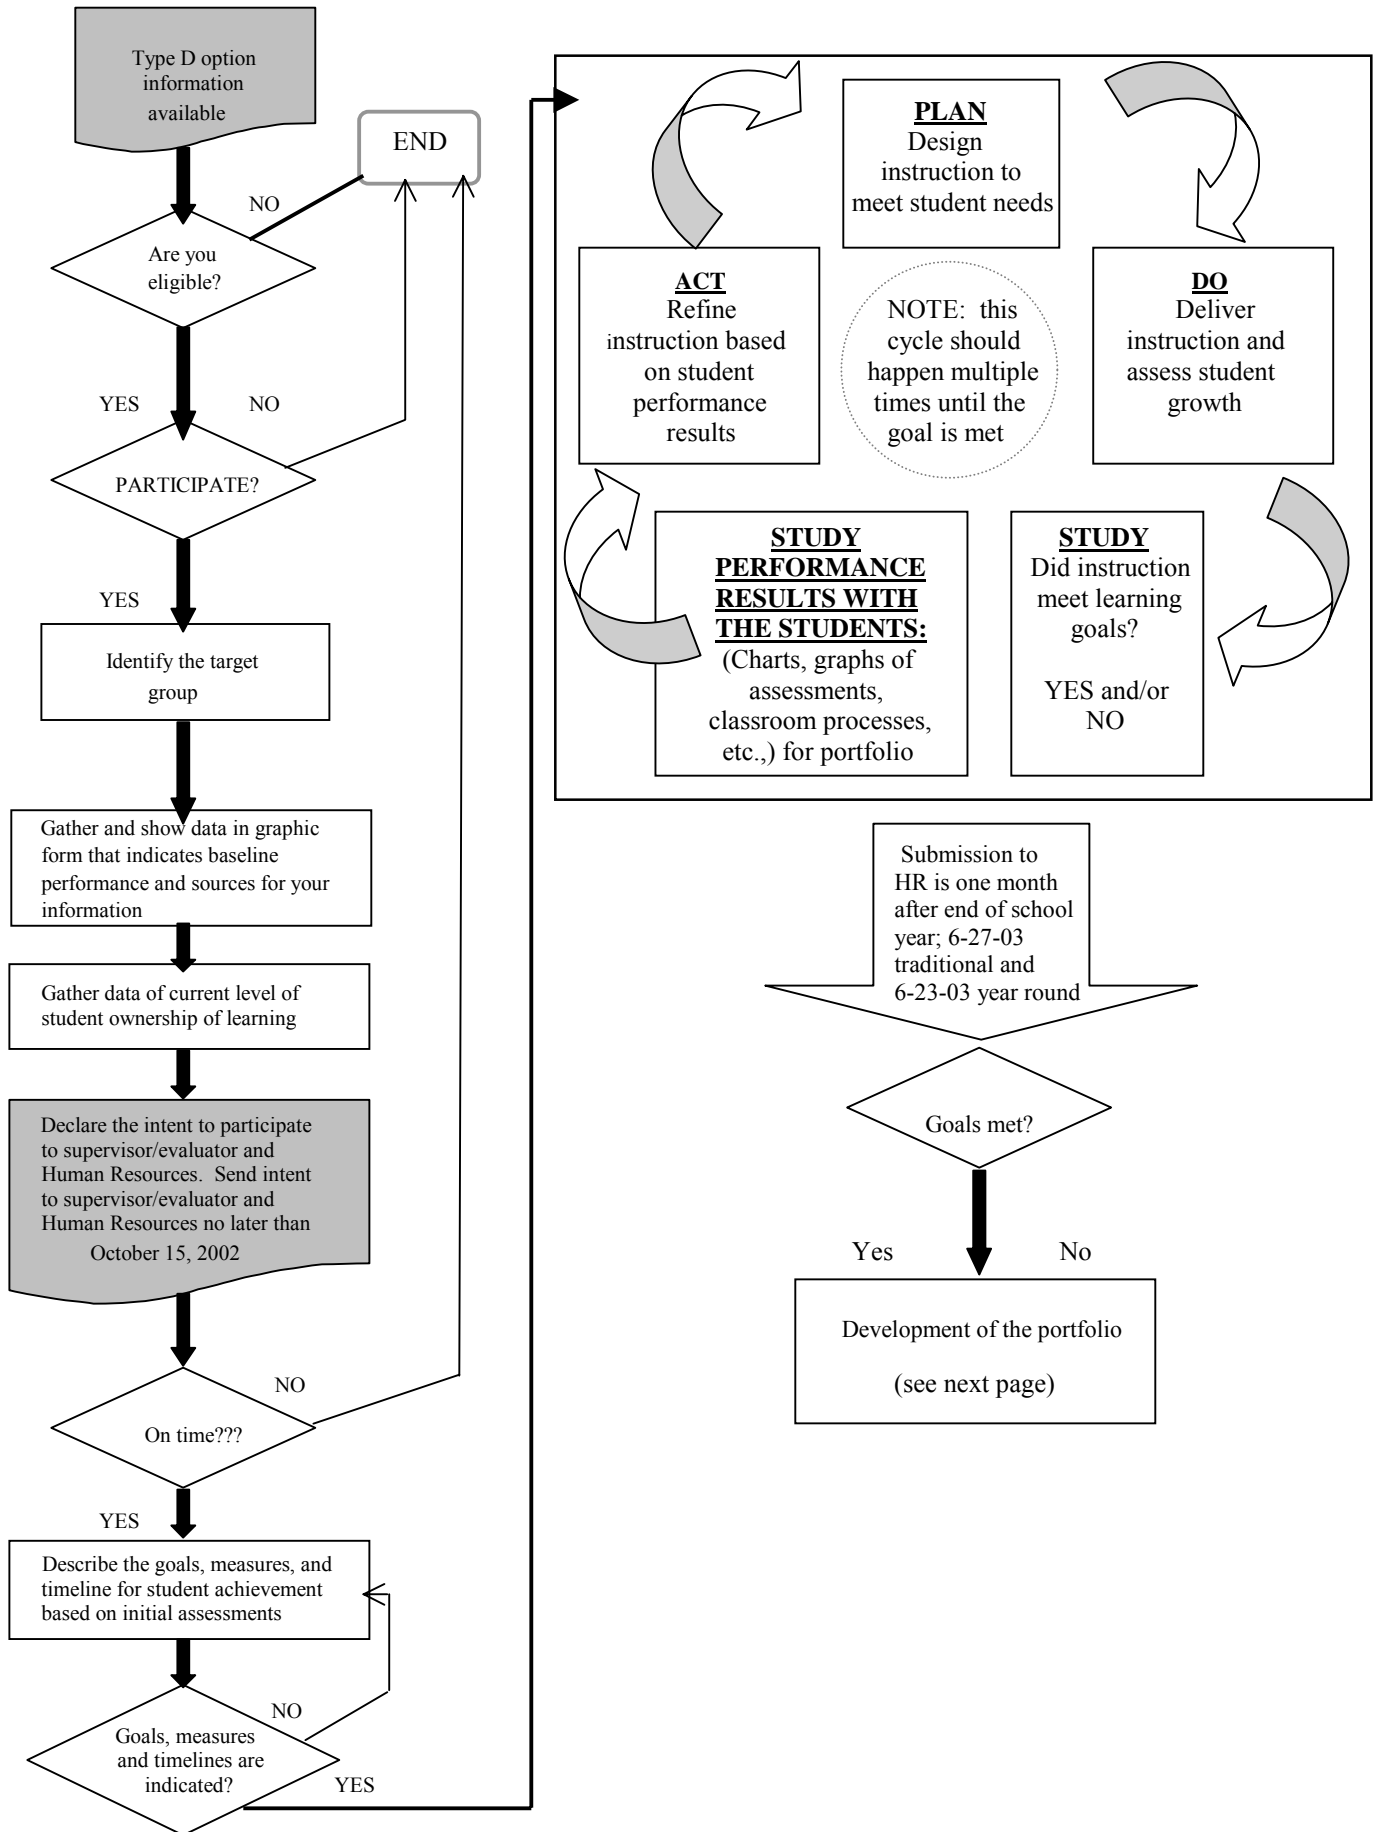 Type D option
information
available
END
NO
Are you
eligible?
YES
NO
PARTICIPATE?
YES
Identify the target
group
Gather and show data in graphic
form that indicates baseline
performance and sources for your
information
Gather data of current level of
student ownership of learning
Declare the intent to participate
to supervisor/evaluator and
Human Resources.  Send intent
to supervisor/evaluator and
Human Resources no later than
October 15, 2002
NO
On time???
YES
Describe the goals, measures, and
timeline for student achievement
based on initial assessments
NO
Goals, measures
and timelines are
indicated?
YES
PLAN
Design
instruction to
meet student needs
ACT
Refine
instruction based
on student
performance
results
NOTE:  this
cycle should
happen multiple
times until the
goal is met
DO
Deliver
instruction and
assess student
growth
STUDY
PERFORMANCE
RESULTS WITH
THE STUDENTS:
(Charts, graphs of
assessments,
classroom processes,
etc.,) for portfolio
STUDY
Did instruction
meet learning
goals?
YES and/or
NO
Submission to
HR is one month
after end of school
year; 6-27-03
traditional and
6-23-03 year round
Goals met?
Yes
No
Development of the portfolio
(see next page)